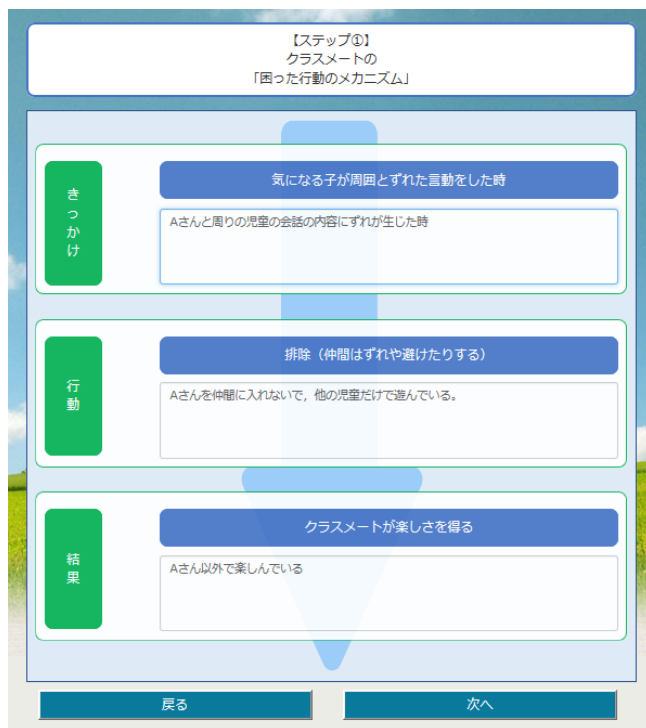 【ステップ①】
クラスメートの
「困った行動のメカニズム」
きっかけ
気になる子が周囲とずれた言動をした時
Aさんと周りの児童の会話の内容にずれが生じた時
行動
排除（仲間はずれや避けたりする）
Aさんを仲間に入れないで，他の児童だけで遊んでいる。
結果
クラスメートが楽しさを得る
Aさん以外で楽しんでいる
戻る
次へ